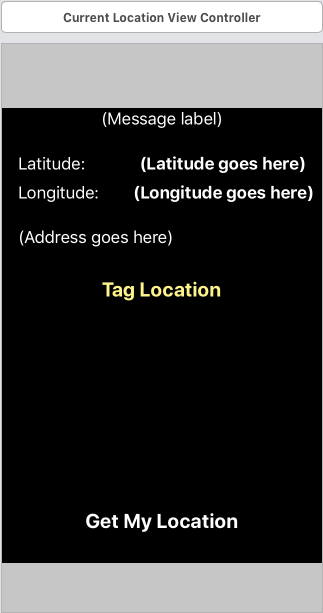 Current Location View Controller
(Message label)
Latitude: (Latitude goes here)
Longitude: (Longitude goes here)
(Address goes here)
Tag Location
Get My Location